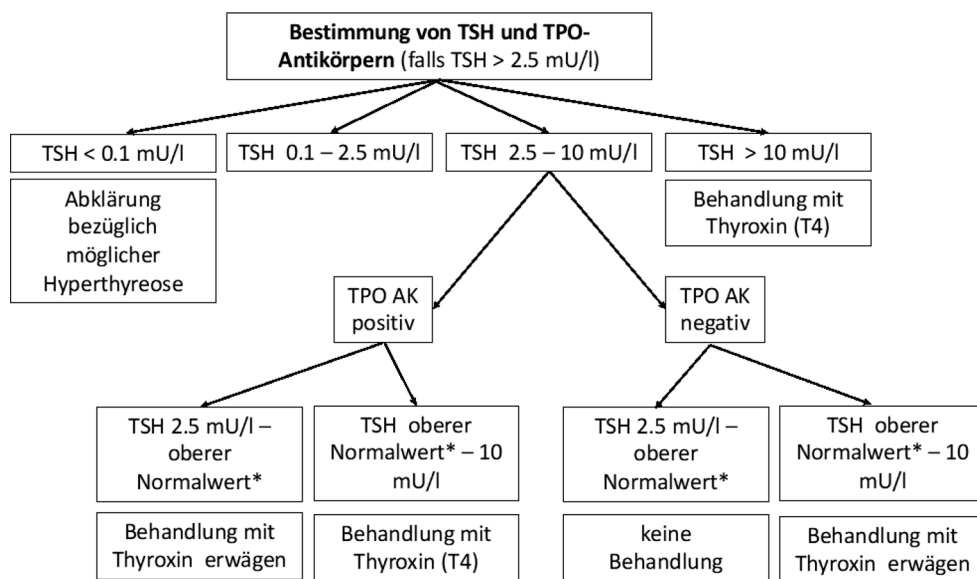 Bestimmung von TSH und TPO-
Antikörpern (falls TSH > 2.5 mU/l)
TSH < 0.1 mU/l
TSH 0.1 – 2.5 mU/l
TSH 2.5 – 10 mU/l
TSH > 10 mU/l
Abklärung
bezüglich
möglicher
Hyperthyreose
Behandlung mit
Thyroxin (T4)
TPO AK
positiv
TPO AK
negativ
TSH 2.5 mU/l –
oberer
Normalwert*
TSH oberer
Normalwert* – 10
mU/l
TSH 2.5 mU/l –
oberer
Normalwert*
TSH oberer
Normalwert* – 10
mU/l
Behandlung mit
Thyroxin erwägen
Behandlung mit
Thyroxin (T4)
keine
Behandlung
Behandlung mit
Thyroxin erwägen